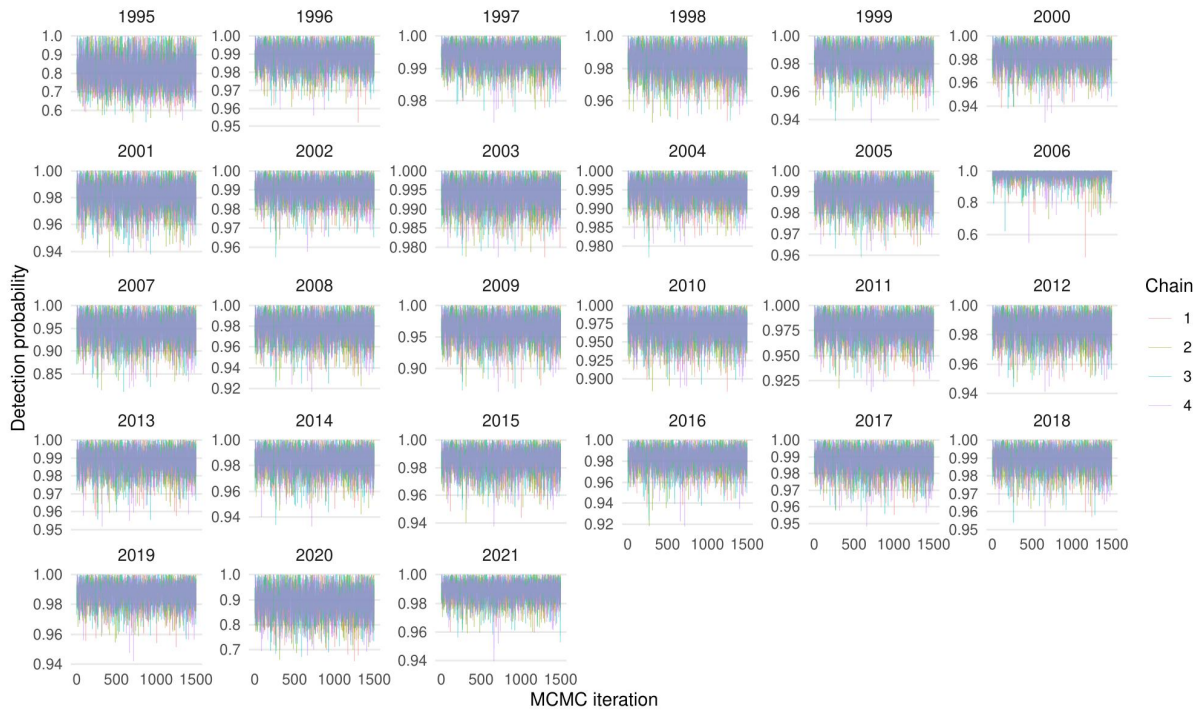 1995 1996 1997 1998 1999 2000
1.0 1.00 1.00 1.00 1.00 1.00
0.9 0.99 0.99 0.98 0.98 0.98
0.8 0.98 0.98 0.96 0.96 0.96
0.7 0.97 0.94 0.94
0.6 0.96
0.95
2001 2002 2003 2004 2005 2006
1.00 1.00 1.000 1.000 1.00 1.0
0.98 0.99 0.995 0.995 0.99 0.8
0.96 0.98 0.990 0.990 0.98 0.6
0.94 0.97 0.985 0.985 0.97
0.96 0.980 0.980 0.96
Detection probability
2007 2008 2009 2010 2011 2012
1.00 1.00 1.00 1.000 1.000 1.00
0.95 0.98 0.95 0.975 0.975 0.98
0.90 0.96 0.90 0.950 0.950 0.96
0.85 0.94 0.925 0.925 0.94
0.92 0.900
Chain
1
2
3
4
2013 2014 2015 2016 2017 2018
1.00 1.00 1.00 1.00 1.00 1.00
0.99 0.98 0.98 0.98 0.99 0.99
0.98 0.96 0.96 0.96 0.98 0.98
0.97 0.94 0.94 0.94 0.97 0.97
0.96 0.92 0.96 0.96
0.95 0.95 0.95
0 500 1000 1500 0 500 1000 1500 0 500 1000 1500
2019 2020 2021
1.00 1.0 1.00
0.98 0.9 0.98
0.96 0.8 0.96
0.94 0.7 0.94
0 500 1000 1500 0 500 1000 1500 0 500 1000 1500
MCMC iteration